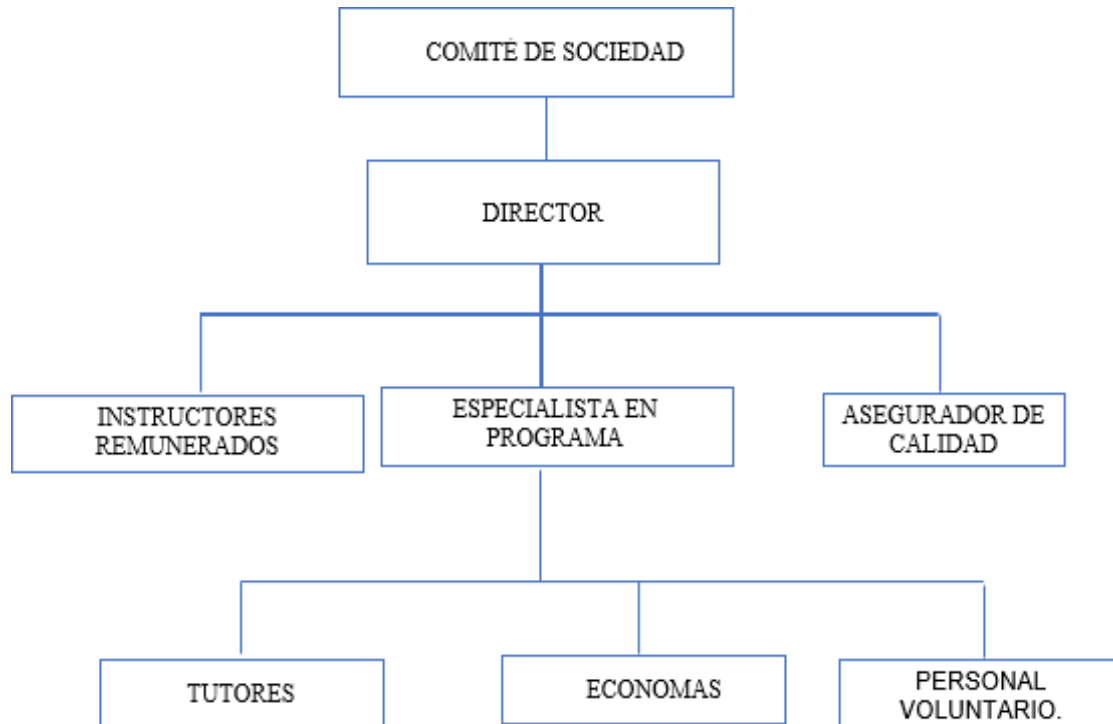 COMITÉ DE SOCIEDAD
DIRECTOR
INSTRUCTORES
REMUNERADOS
ESPECIALISTA EN
PROGRAMA
ASEGURADOR DE
CALIDAD
TUTORES
ECONOMAS
PERSONAL
VOLUNTARIO.